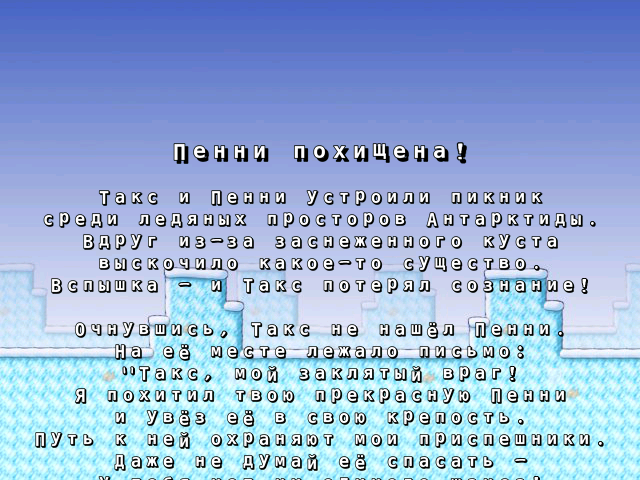 Пенни похищена!
Такс и Пенни устроили пикник
среди ледяных просторов Антарктиды.
Вдруг из-за заснеженного куста
выскочило какое-то существо.
Вспышка - и Такс потерял сознание!
Очнувшись, Такс не нашёл Пенни.
На её месте лежало письмо:
"Такс, мой заклятый враг!
Я похитил твою прекрасную Пенни
и увёз её в свою крепость.
Путь к ней охраняют мои приспешники.
Даже не думай её спасать -